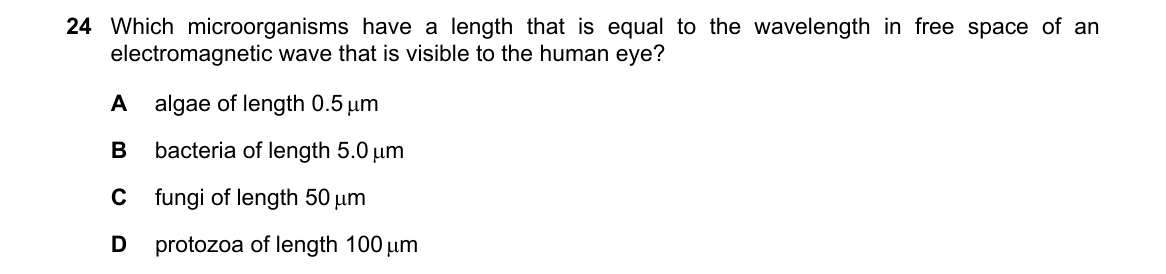 24 Which microorganisms have a length that is equal to the wavelength in free space of an
electromagnetic wave that is visible to the human eye?
A algae of length 0.5 μm
B bacteria of length 5.0 μm
C fungi of length 50 μm
D protozoa of length 100 μm